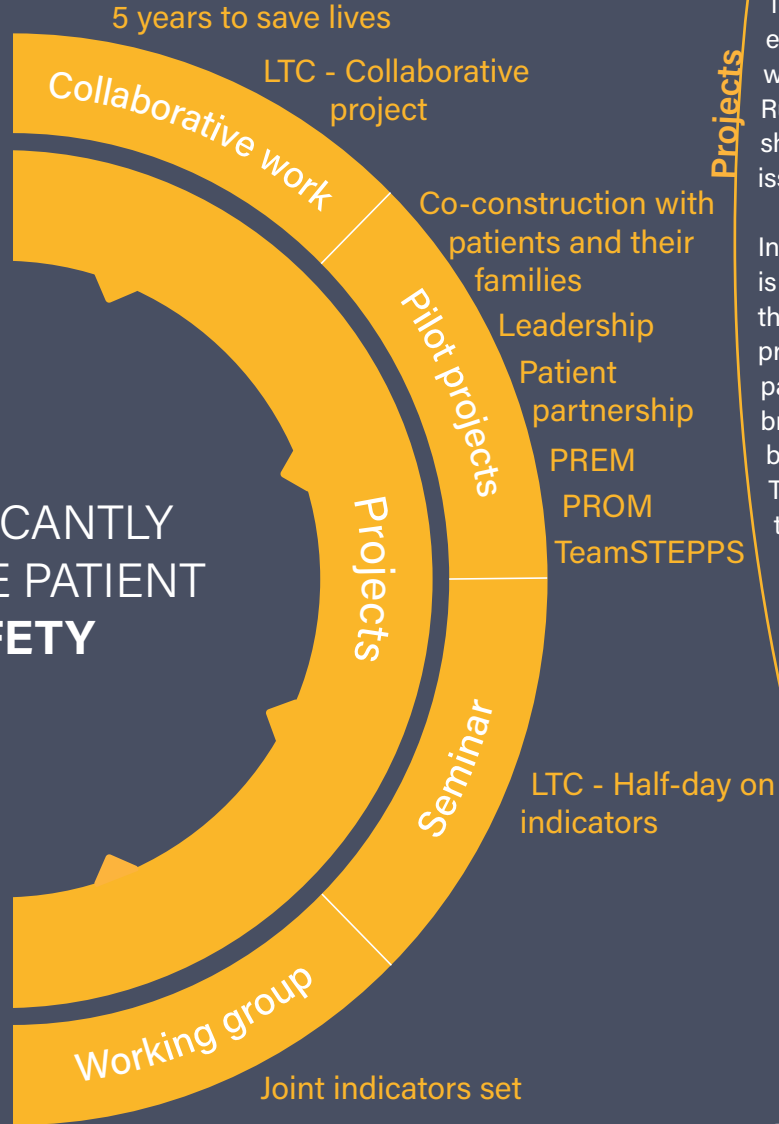 5 years to save lives
LTC - Collaborative
project
Collaborative work
Co-construction with
patients and their
families
Leadership
Patient
partnership
PREM
PROM
TeamSTEPPS
Pilot projects
Projects
PATIENT
Seminar
LTC - Half-day on
indicators
Working group
Joint indicators set
Projects
In
is